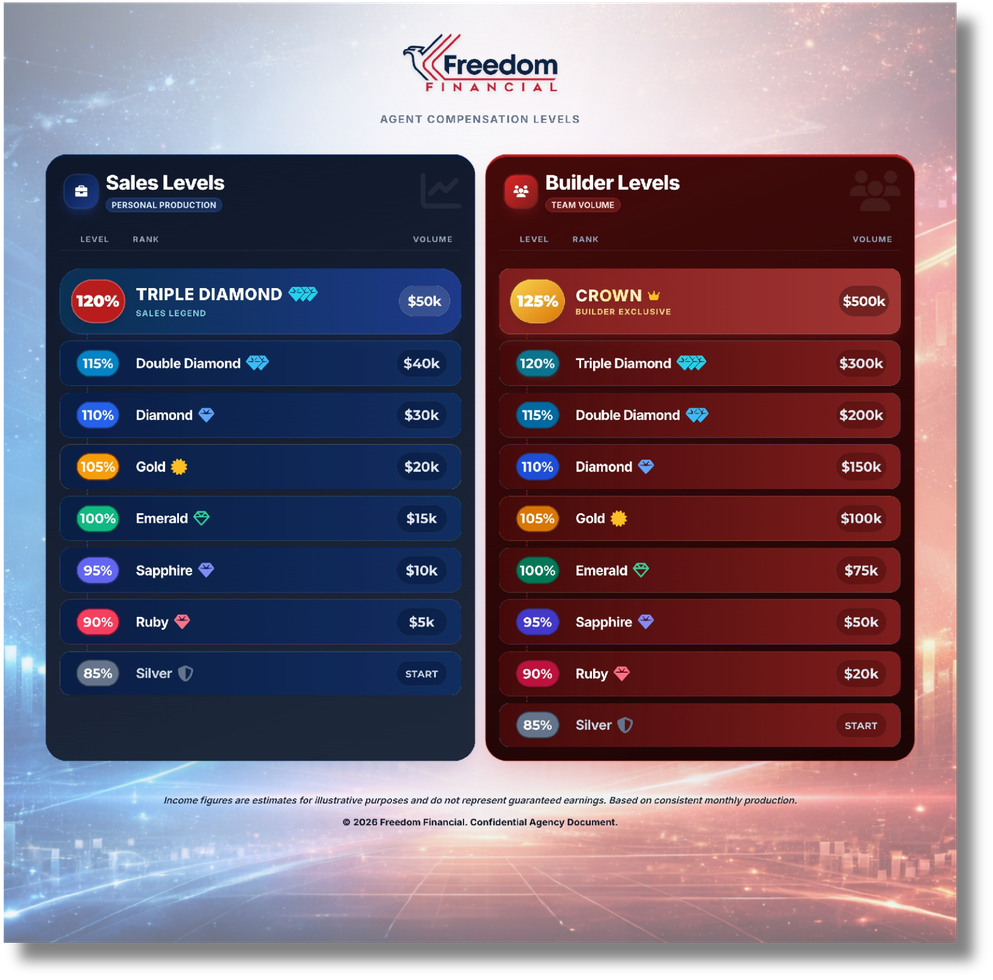 Freedom
FINANCIAL
AGENT COMPENSATION LEVELS
Sales Levels
PERSONAL PRODUCTION
LEVEL RANK VOLUME
120% TRIPLE DIAMOND $50k
SALES LEGEND
115% Double Diamond $40k
110% Diamond $30k
105% Gold $20k
100% Emerald $15k
95% Sapphire $10k
90% Ruby $5k
85% Silver START
Builder Levels
TEAM VOLUME
LEVEL RANK VOLUME
125% CROWN $500k
BUILDER EXCLUSIVE
120% Triple Diamond $300k
115% Double Diamond $200k
110% Diamond $150k
105% Gold $100k
100% Emerald $75k
95% Sapphire $50k
90% Ruby $20k
85% Silver START
Income figures are estimates for illustrative purposes and do not represent guaranteed earnings. Based on consistent monthly production.
© 2026 Freedom Financial. Confidential Agency Document.